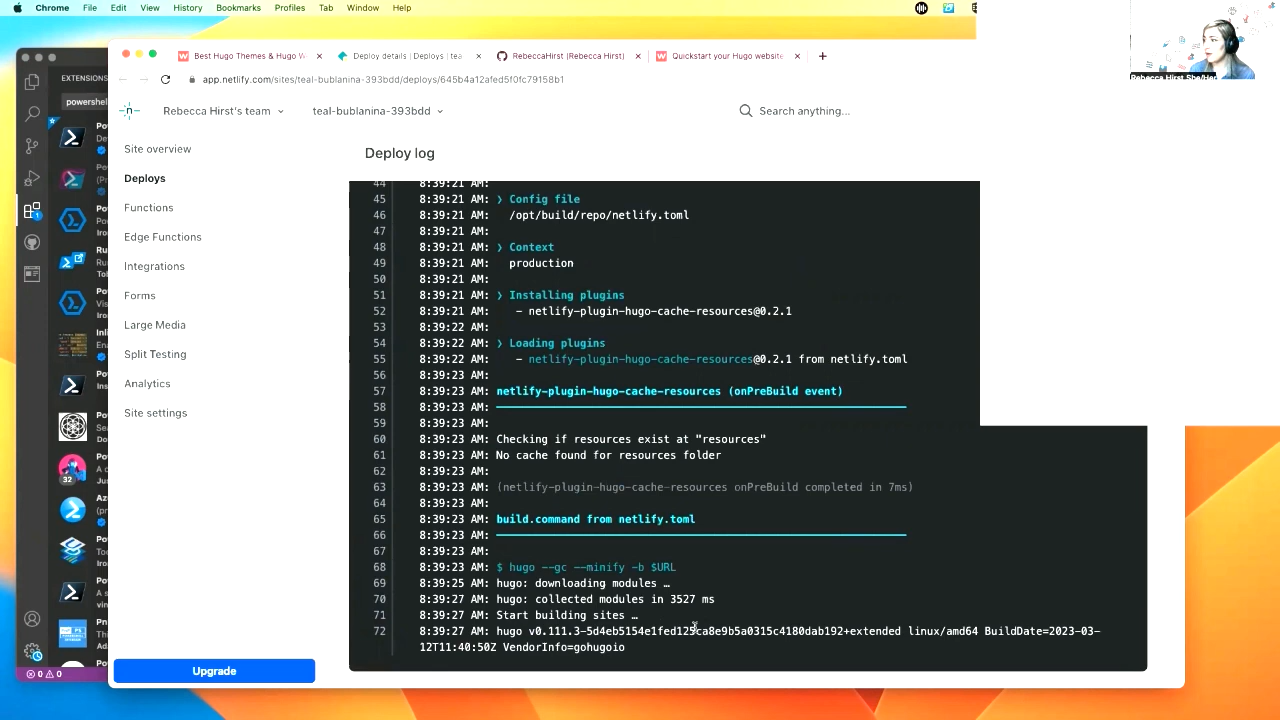 Chrome File Edit View History Bookmarks Profiles Tab Window Help
Best Hugo Themes & Hugo W
Deploy details | Deploys | tea
RebeccaHirst (Rebecca Hirst)
Quickstart your Hugo website
app.netlify.com/sites/teal-bublanina-393bdd/deploys/645b4a12afed5f0fc79158b1
EXTENSIONS
powershell
Rebecca Hirst's team
teal-bublanina-393bdd
Search anything...
Rebecca Hirst She/Her
Site overview
Deploys
Functions
Edge Functions
Integrations
Forms
Large Media
Split Testing
Analytics
Site settings
Upgrade
Deploy log
44 8:39:21 AM:
45 8:39:21 AM: ❯ Config file
46 8:39:21 AM: /opt/build/repo/netlify.toml
47 8:39:21 AM:
48 8:39:21 AM: ❯ Context
49 8:39:21 AM: production
50 8:39:21 AM:
51 8:39:21 AM: ❯ Installing plugins
52 8:39:21 AM: - netlify-plugin-hugo-cache-resources@0.2.1
53 8:39:22 AM:
54 8:39:22 AM: ❯ Loading plugins
55 8:39:22 AM: - netlify-plugin-hugo-cache-resources@0.2.1 from netlify.toml
56 8:39:23 AM:
57 8:39:23 AM: netlify-plugin-hugo-cache-resources (onPreBuild event)
58 8:39:23 AM:
59 8:39:23 AM:
60 8:39:23 AM: Checking if resources exist at "resources"
61 8:39:23 AM: No cache found for resources folder
62 8:39:23 AM:
63 8:39:23 AM: (netlify-plugin-hugo-cache-resources onPreBuild completed in 7ms)
64 8:39:23 AM:
65 8:39:23 AM: build.command from netlify.toml
66 8:39:23 AM:
67 8:39:23 AM:
68 8:39:23 AM: $ hugo --gc --minify -b $URL
69 8:39:25 AM: hugo: downloading modules …
70 8:39:27 AM: hugo: collected modules in 3527 ms
71 8:39:27 AM: Start building sites …
72 8:39:27 AM: hugo v0.111.3-5d4eb5154e1fed125ca8e9b5a0315c4180dab192+extended linux/amd64 BuildDate=2023-03-
12T11:40:50Z VendorInfo=gohugoio
32
0 0